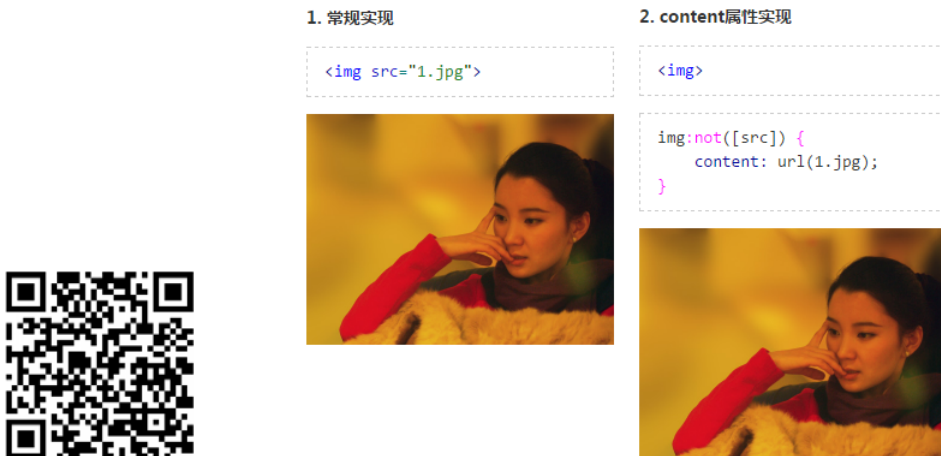 1. 常规实现
<img src="1.jpg">
2. content属性实现
<img>
img:not([src]) {
    content: url(1.jpg);
}